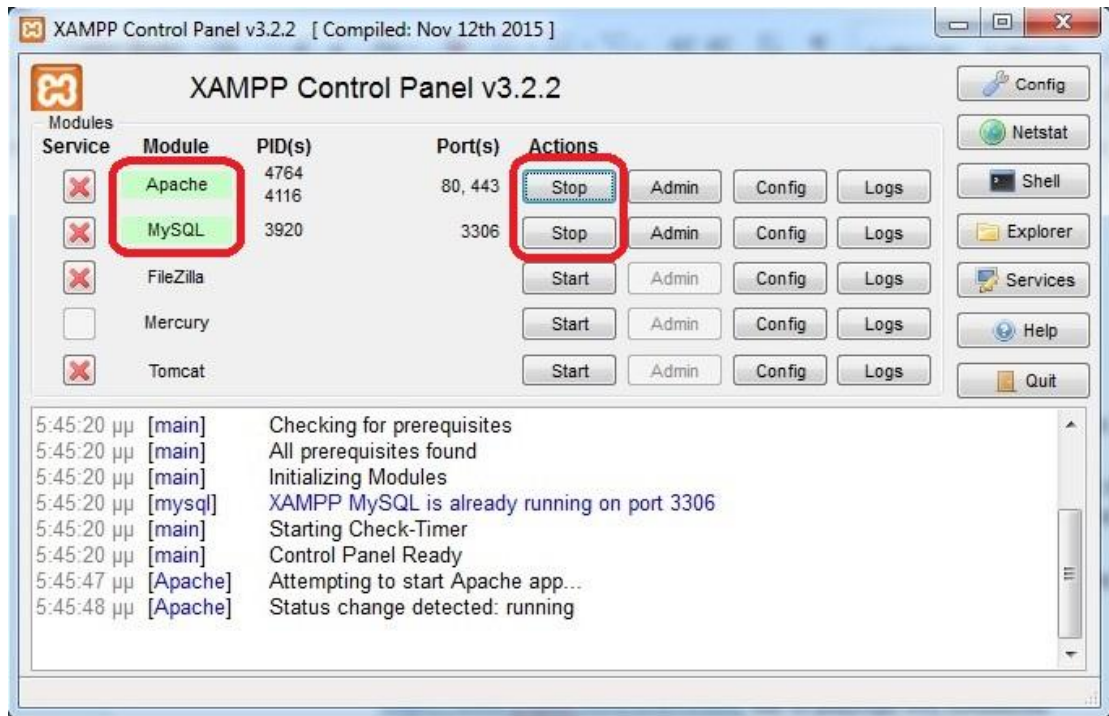 XAMPP Control Panel v3.2.2 [ Compiled: Nov 12th 2015 ]
XAMPP Control Panel v3.2.2
Config
Modules
Service Module PID(s) Port(s) Actions
Netstat
Apache 4764 4116 80, 443 Stop Admin Config Logs
Shell
MySQL 3920 3306 Stop Admin Config Logs
Explorer
FileZilla Start Admin Config Logs
Services
Mercury Start Admin Config Logs
Help
Tomcat Start Admin Config Logs
Quit
5:45:20 μμ [main] Checking for prerequisites
5:45:20 μμ [main] All prerequisites found
5:45:20 μμ [main] Initializing Modules
5:45:20 μμ [mysql] XAMPP MySQL is already running on port 3306
5:45:20 μμ [main] Starting Check-Timer
5:45:20 μμ [main] Control Panel Ready
5:45:47 μμ [Apache] Attempting to start Apache app...
5:45:48 μμ [Apache] Status change detected: running